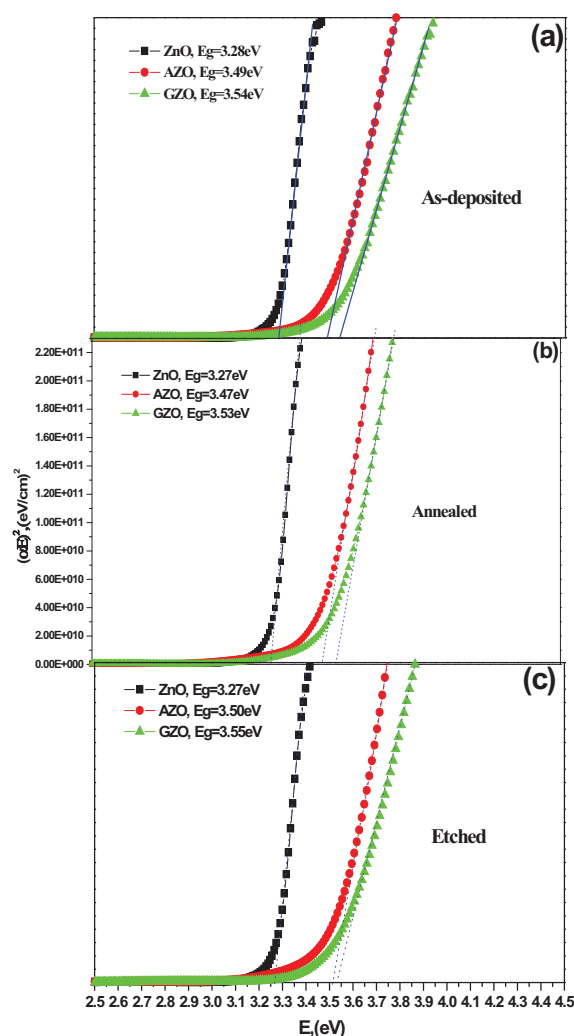 (a)
ZnO, Eg=3.28eV
AZO, Eg=3.49eV
GZO, Eg=3.54eV
As-deposited
(b)
2.20E+011
2.00E+011
1.80E+011
1.60E+011
1.40E+011
1.20E+011
1.00E+011
8.00E+010
6.00E+010
4.00E+010
2.00E+010
0.00E+000
(αE)²,(eV/cm)²
ZnO, Eg=3.27eV
AZO, Eg=3.47eV
GZO, Eg=3.53eV
Annealed
(c)
ZnO, Eg=3.27eV
AZO, Eg=3.50eV
GZO, Eg=3.55eV
Etched
2.5 2.6 2.7 2.8 2.9 3.0 3.1 3.2 3.3 3.4 3.5 3.6 3.7 3.8 3.9 4.0 4.1 4.2 4.3 4.4 4.5
E,(eV)